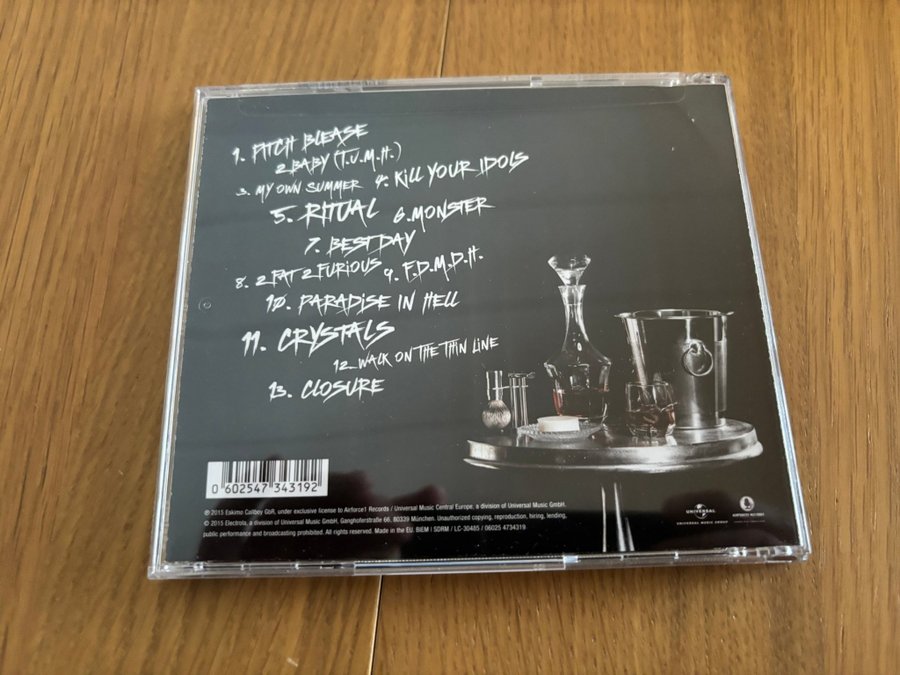 1. PITCH BLEASE
2. BABY (T.U.M.H.)
3. MY OWN SUMMER 4. KILL YOUR IDOLS
5. RITUAL 6. MONSTER
7. BEST DAY
8. 2 FAT 2 FURIOUS 9. F.D.M.D.H.
10. PARADISE IN HELL
11. CRYSTALS
12. WALK ON THE THIN LINE
13. CLOSURE
0 602547 343192
℗ 2015 Eskimo Callboy GbR, under exclusive license to Airforce1 Records / Universal Music Central Europe, a division of Universal Music GmbH.
© 2015 Electrola, a division of Universal Music GmbH, Ganghoferstraße 66, 80339 München. Unauthorized copying, reproduction, hiring, lending,
public performance and broadcasting prohibited. All rights reserved. Made in the EU. BIEM / SDRM / LC-30485 / 06025 4734319
UNIVERSAL
UNIVERSAL MUSIC GROUP
AIRFORCE1 RECORDS